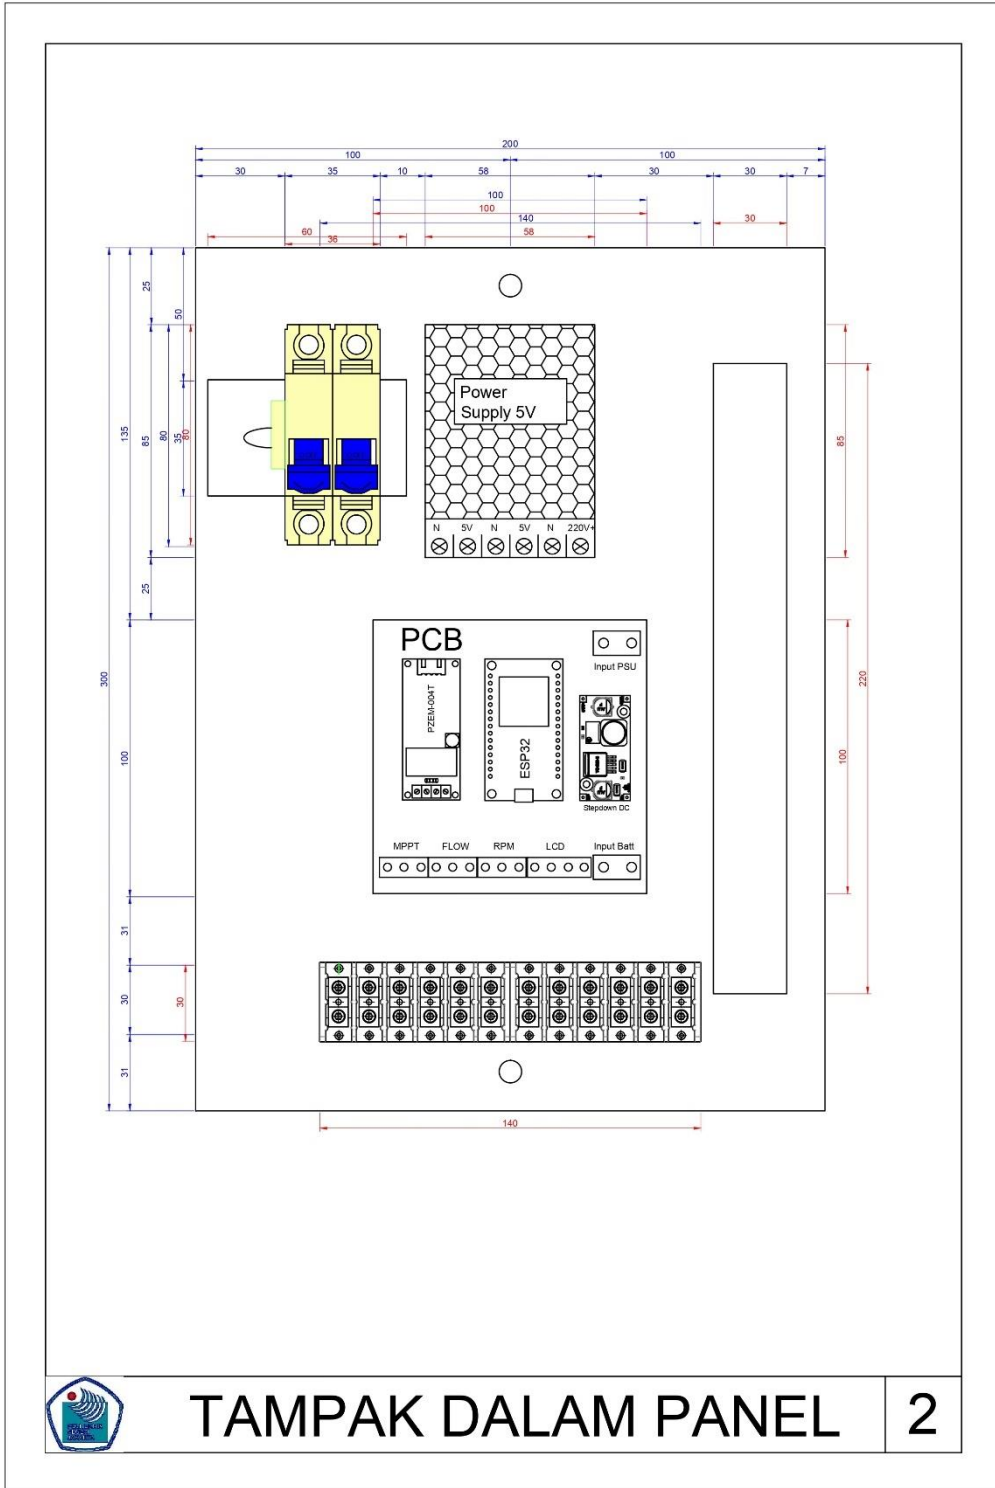 200
100 100
30 35 10 58 30 30 7
100
100
140
60 58 30
36
25
50
135
85
80
35
80
85
Power
Supply 5V
N 5V N 5V N 220V+
25
300
100
220
100
PCB
Input PSU
PZEM-004T
ESP32
Stepdown DC
MPPT FLOW RPM LCD Input Batt
31
30
30
31
140
TAMPAK DALAM PANEL 2